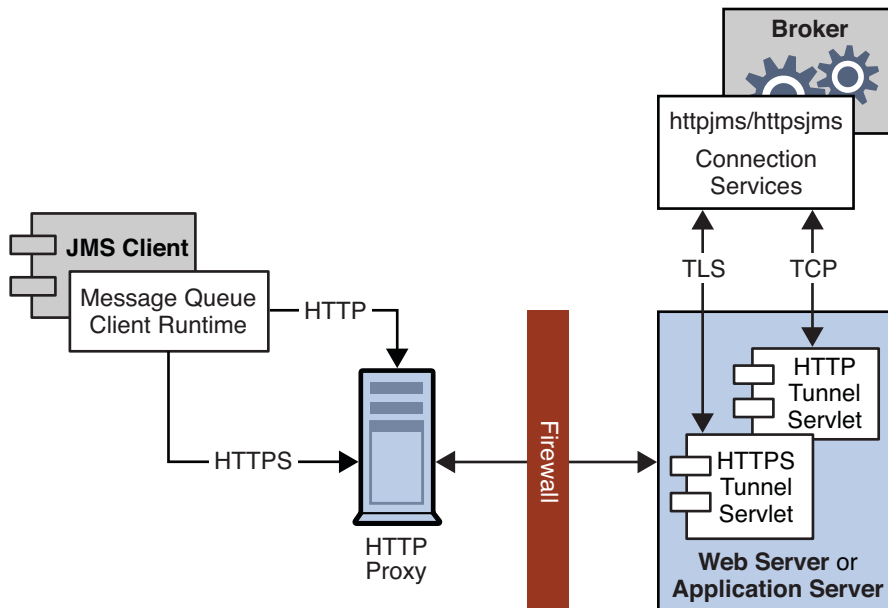 Broker
httpjms/httpsjms
Connection
Services
JMS Client
Message Queue
Client Runtime
HTTP
HTTPS
HTTP
Proxy
Firewall
TLS
TCP
HTTP
Tunnel
Servlet
HTTPS
Tunnel
Servlet
Web Server or
Application Server